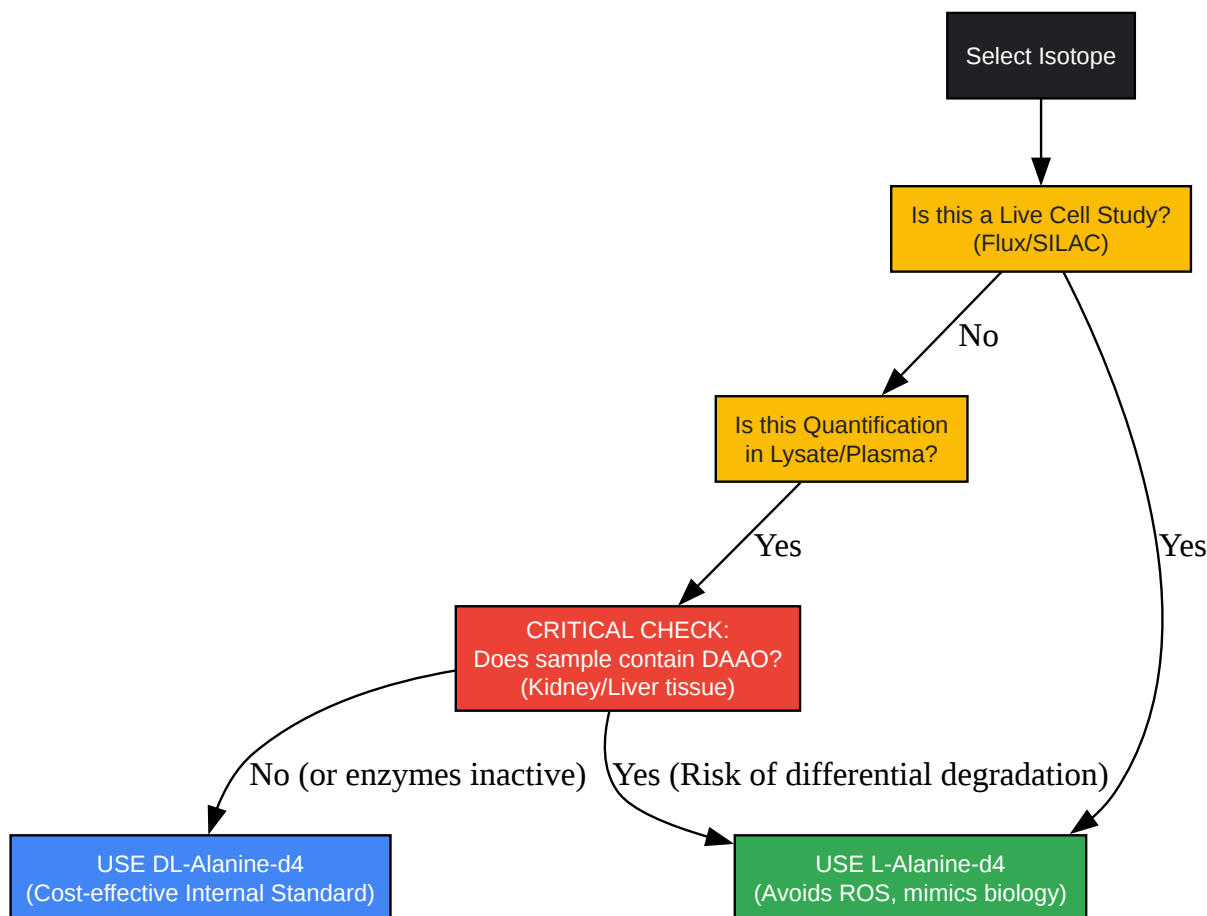 Select Isotope
Is this a Live Cell Study?
(Flux/SILAC)
No
Yes
Is this Quantification
in Lysate/Plasma?
Yes
CRITICAL CHECK:
Does sample contain DAAO?
(Kidney/Liver tissue)
No (or enzymes inactive)
Yes (Risk of differential degradation)
USE DL-Alanine-d4
(Cost-effective Internal Standard)
USE L-Alanine-d4
(Avoids ROS, mimics biology)